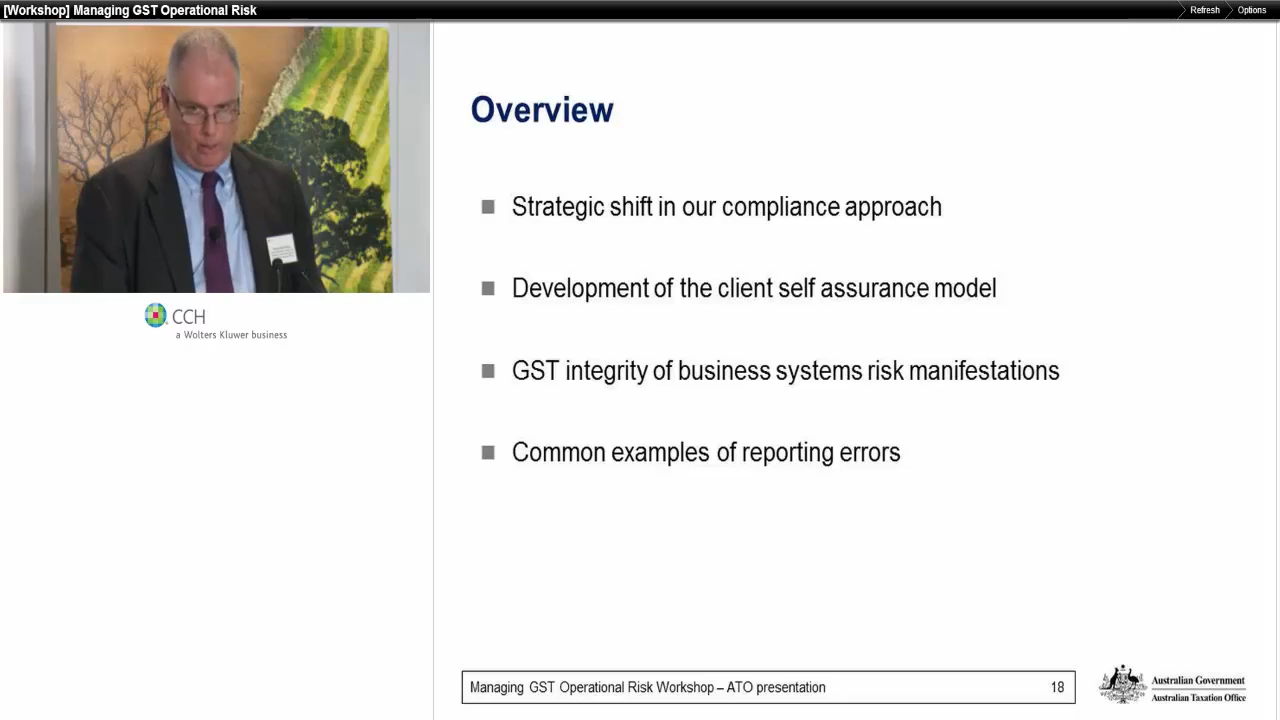 [Workshop] Managing GST Operational Risk
Refresh
Options
CCH
a Wolters Kluwer business
Overview
Strategic shift in our compliance approach
Development of the client self assurance model
GST integrity of business systems risk manifestations
Common examples of reporting errors
Managing GST Operational Risk Workshop – ATO presentation 18
Australian Government
Australian Taxation Office